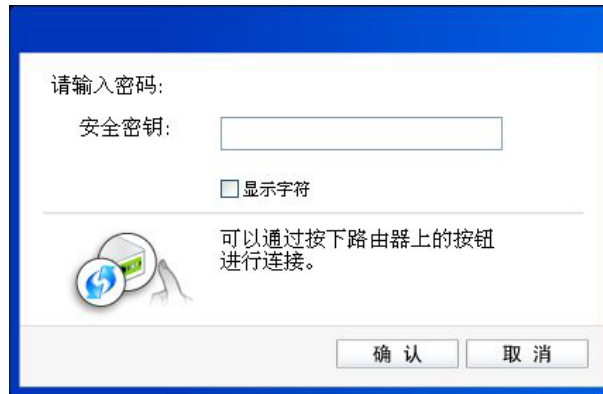 请输入密码:
安全密钥:
显示字符
可以通过按下路由器上的按钮
进行连接。
确 认 取 消